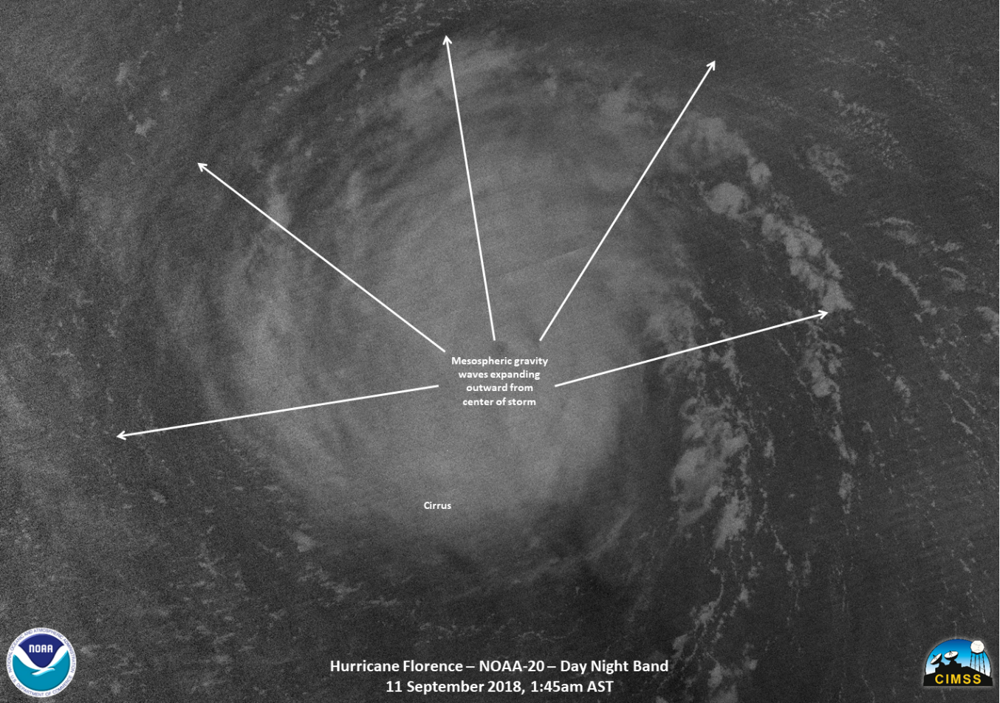 Mesospheric gravity
waves expanding
outward from
center of storm
Cirrus
NATIONAL OCEANIC AND ATMOSPHERIC ADMINISTRATION
NOAA
U.S. DEPARTMENT OF COMMERCE
Hurricane Florence – NOAA-20 – Day Night Band
11 September 2018, 1:45am AST
CIMSS